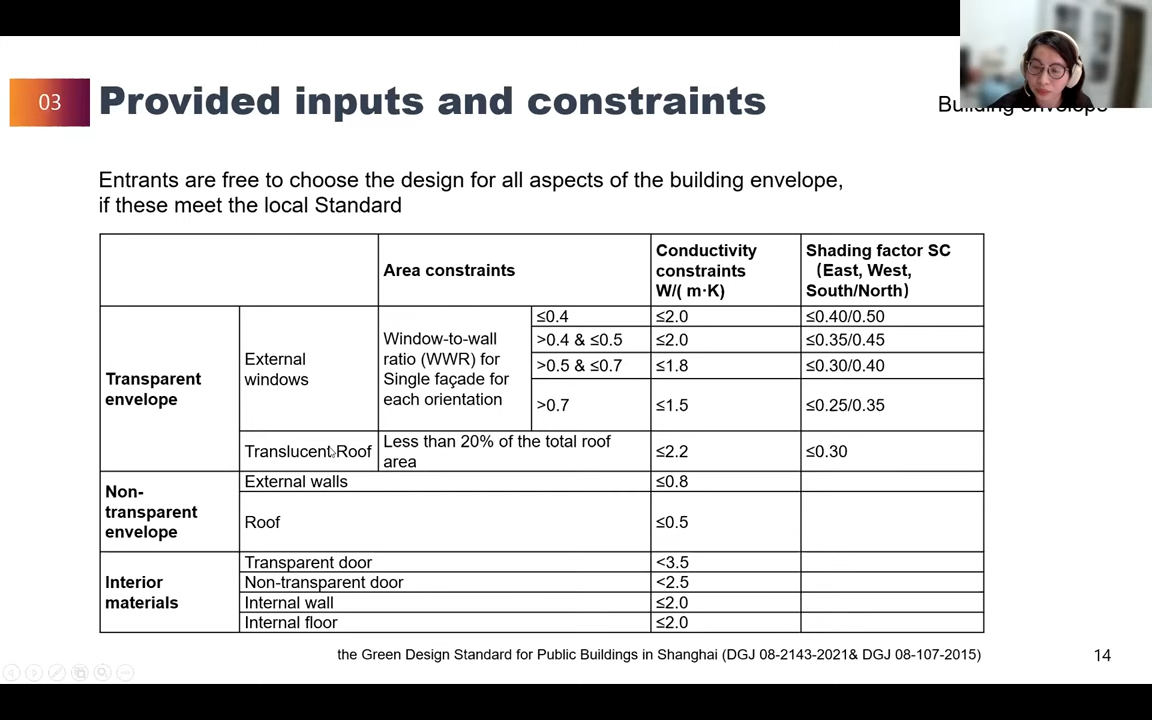 03
Provided inputs and constraints
Building envelope
Entrants are free to choose the design for all aspects of the building envelope,
if these meet the local Standard
Area constraints
Conductivity
constraints
W/( m·K)
Shading factor SC
（East, West,
South/North）
Transparent
envelope
External
windows
Window-to-wall
ratio (WWR) for
Single façade for
each orientation
≤0.4
≤2.0
≤0.40/0.50
>0.4 & ≤0.5
≤2.0
≤0.35/0.45
>0.5 & ≤0.7
≤1.8
≤0.30/0.40
>0.7
≤1.5
≤0.25/0.35
Translucent Roof
Less than 20% of the total roof
area
≤2.2
≤0.30
Non-
transparent
envelope
External walls
≤0.8
Roof
≤0.5
Interior
materials
Transparent door
<3.5
Non-transparent door
<2.5
Internal wall
≤2.0
Internal floor
≤2.0
the Green Design Standard for Public Buildings in Shanghai (DGJ 08-2143-2021& DGJ 08-107-2015)
14